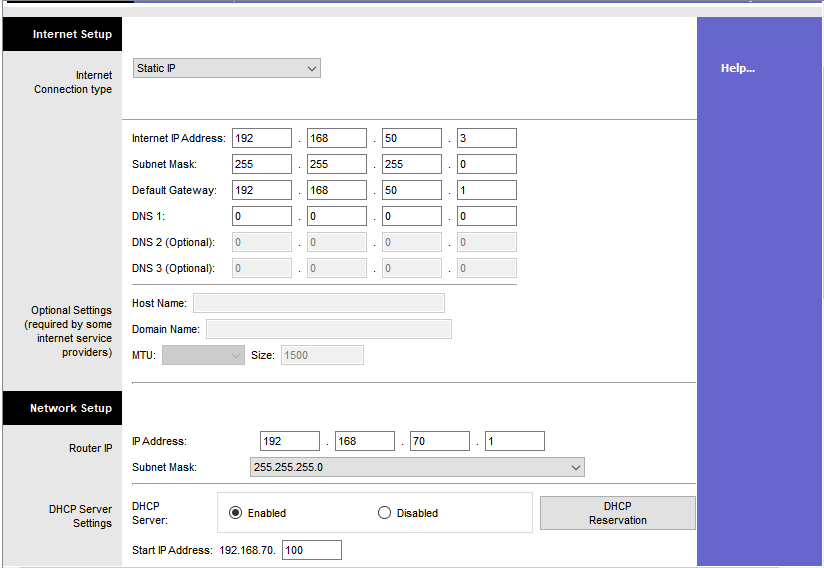 Internet Setup
Help...
Internet
Connection type
Static IP
Internet IP Address: 192 . 168 . 50 . 3
Subnet Mask: 255 . 255 . 255 . 0
Default Gateway: 192 . 168 . 50 . 1
DNS 1: 0 . 0 . 0 . 0
DNS 2 (Optional): 0 . 0 . 0 . 0
DNS 3 (Optional): 0 . 0 . 0 . 0
Optional Settings
(required by some
internet service
providers)
Host Name:
Domain Name:
MTU: Size: 1500
Network Setup
Router IP
IP Address: 192 . 168 . 70 . 1
Subnet Mask: 255.255.255.0
DHCP Server
Settings
DHCP
Server:
Enabled Disabled
DHCP
Reservation
Start IP Address: 192.168.70. 100